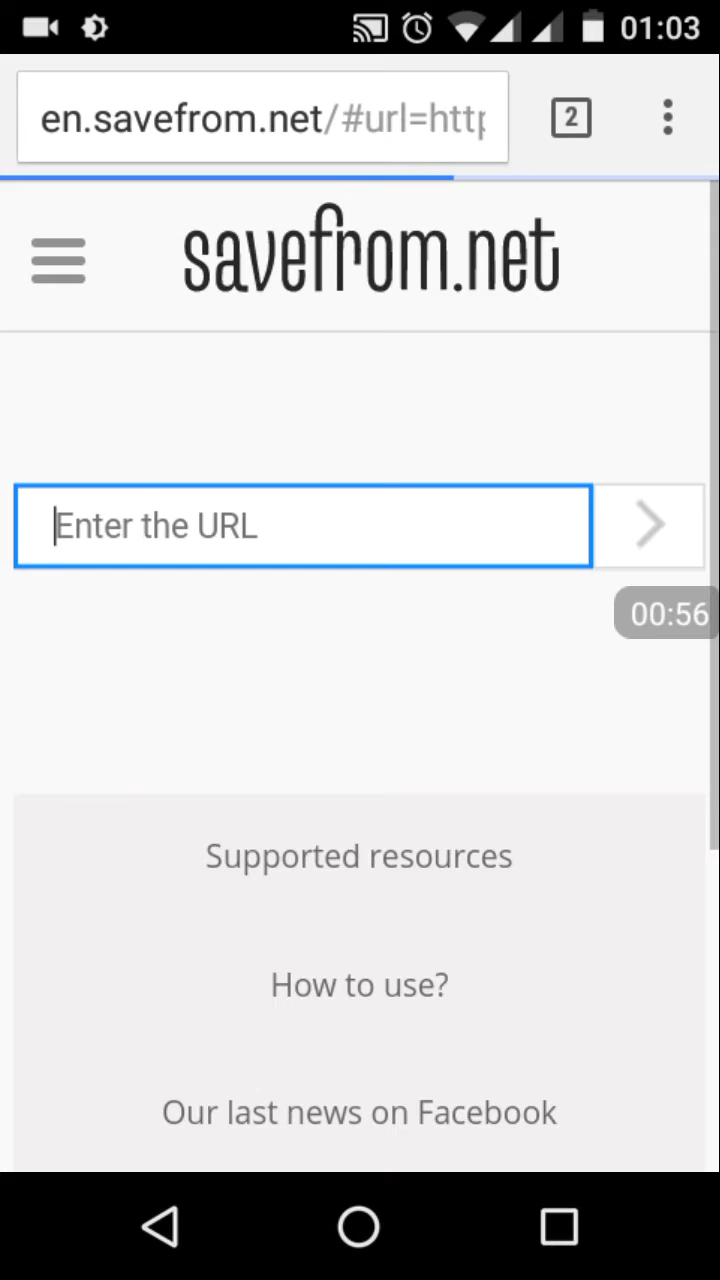 01:03
en.savefrom.net/#url=http
2
savefrom.net
Enter the URL
00:56
Supported resources
How to use?
Our last news on Facebook